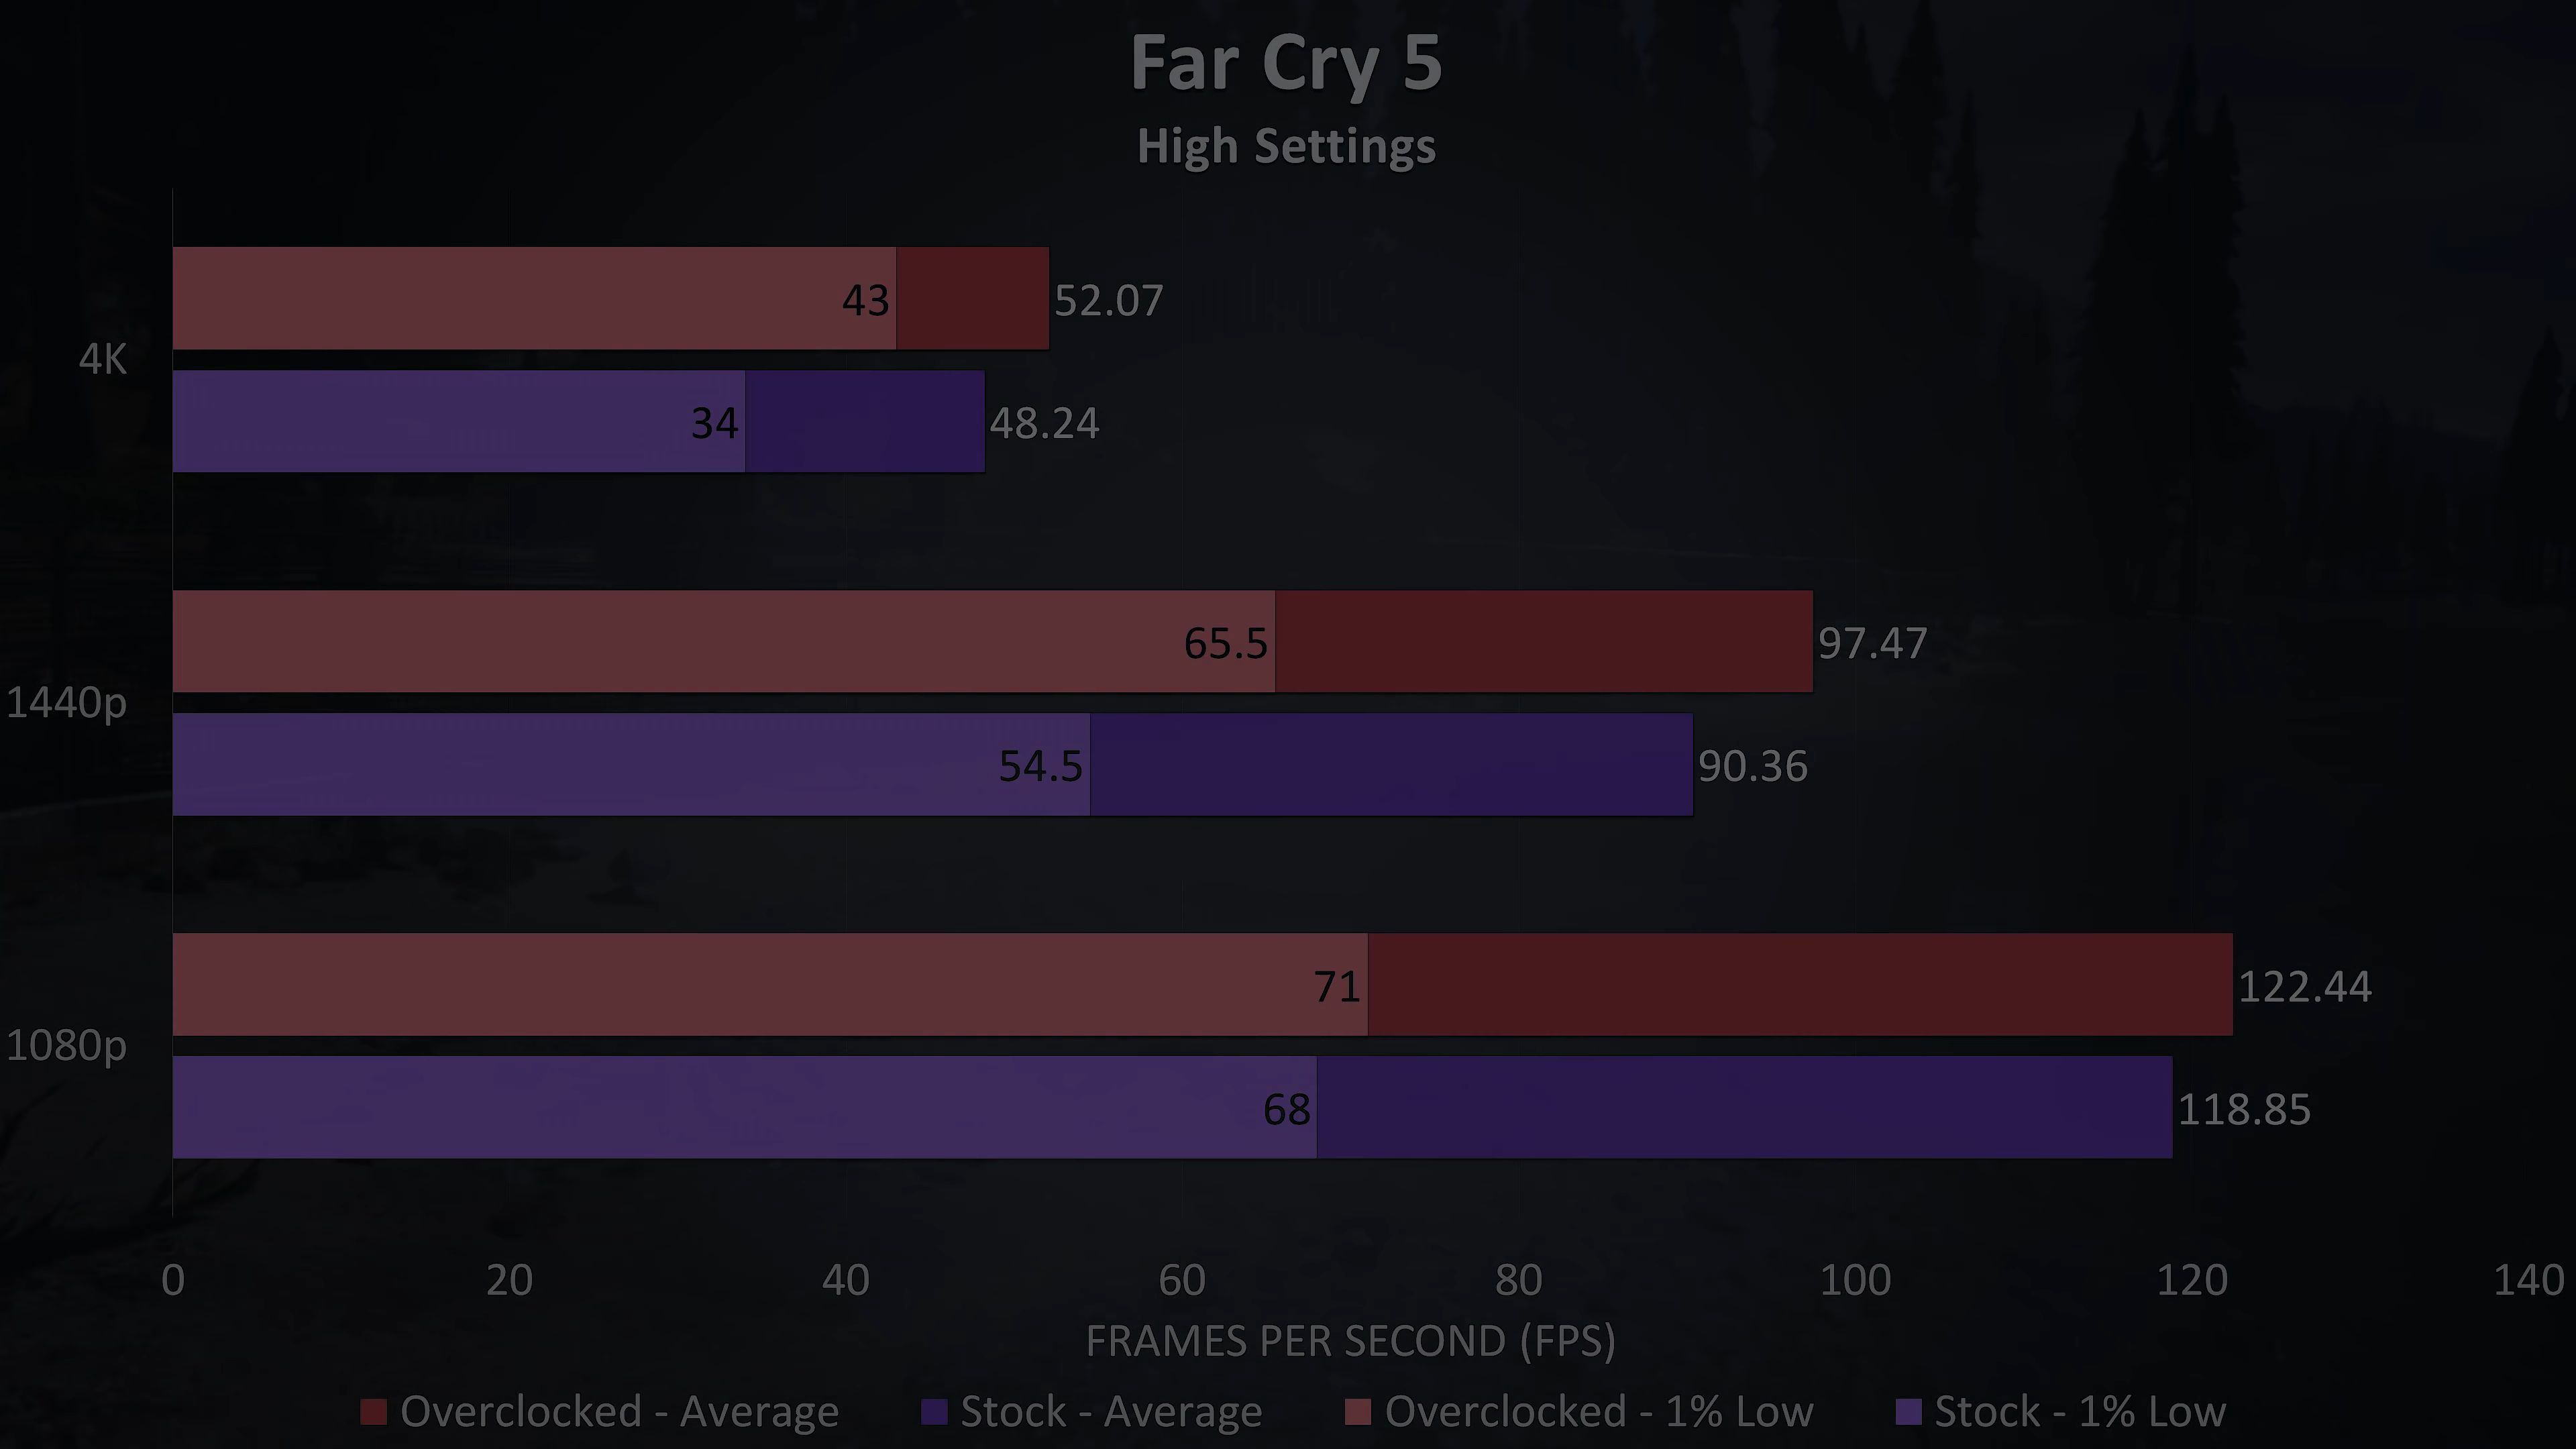 Far Cry 5
High Settings
43 52.07
4K
34 48.24
65.5 97.47
1440p
54.5 90.36
71 122.44
1080p
68 118.85
0 20 40 60 80 100 120 140
FRAMES PER SECOND (FPS)
Overclocked - Average Stock - Average Overclocked - 1% Low Stock - 1% Low